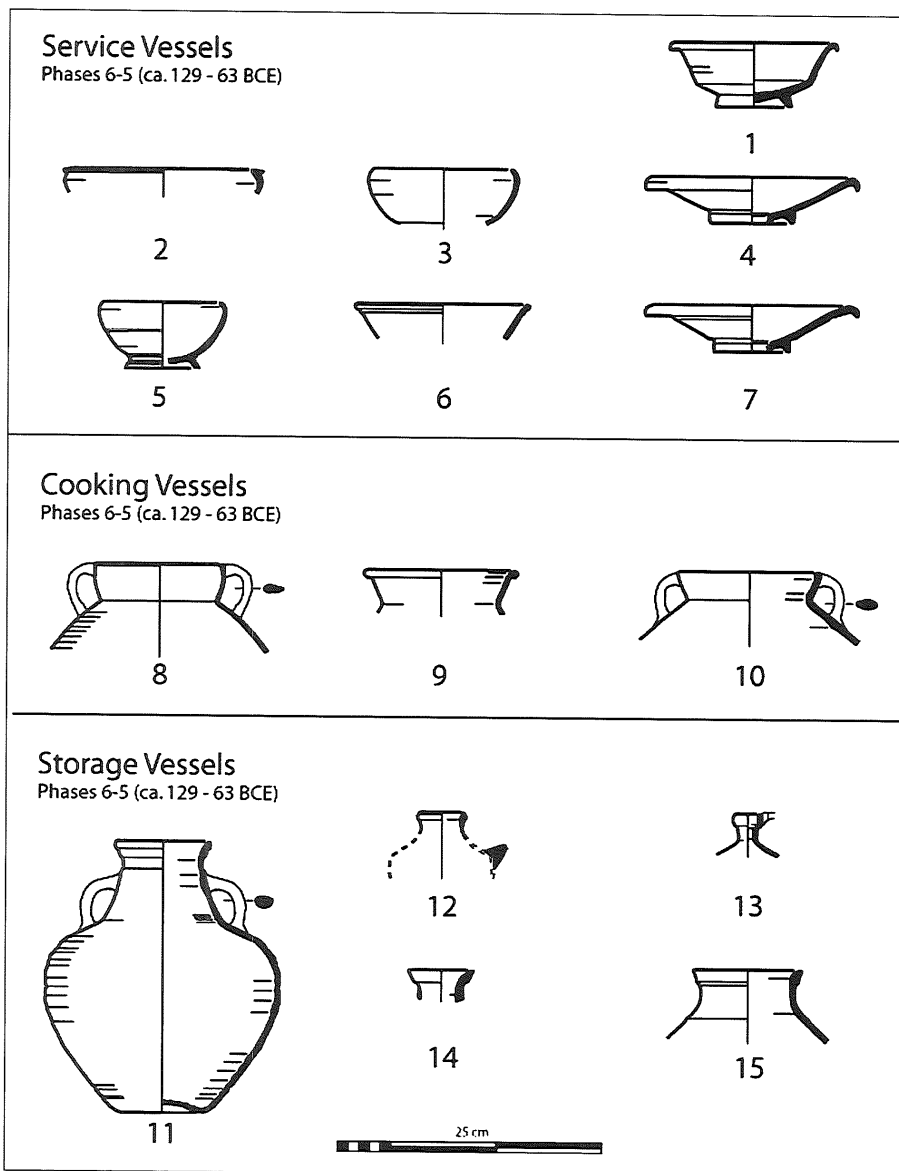 Service Vessels
Phases 6-5 (ca. 129 - 63 BCE)
1
2
3
4
5
6
7
Cooking Vessels
Phases 6-5 (ca. 129 - 63 BCE)
8
9
10
Storage Vessels
Phases 6-5 (ca. 129 - 63 BCE)
12
13
14
15
11
25 cm